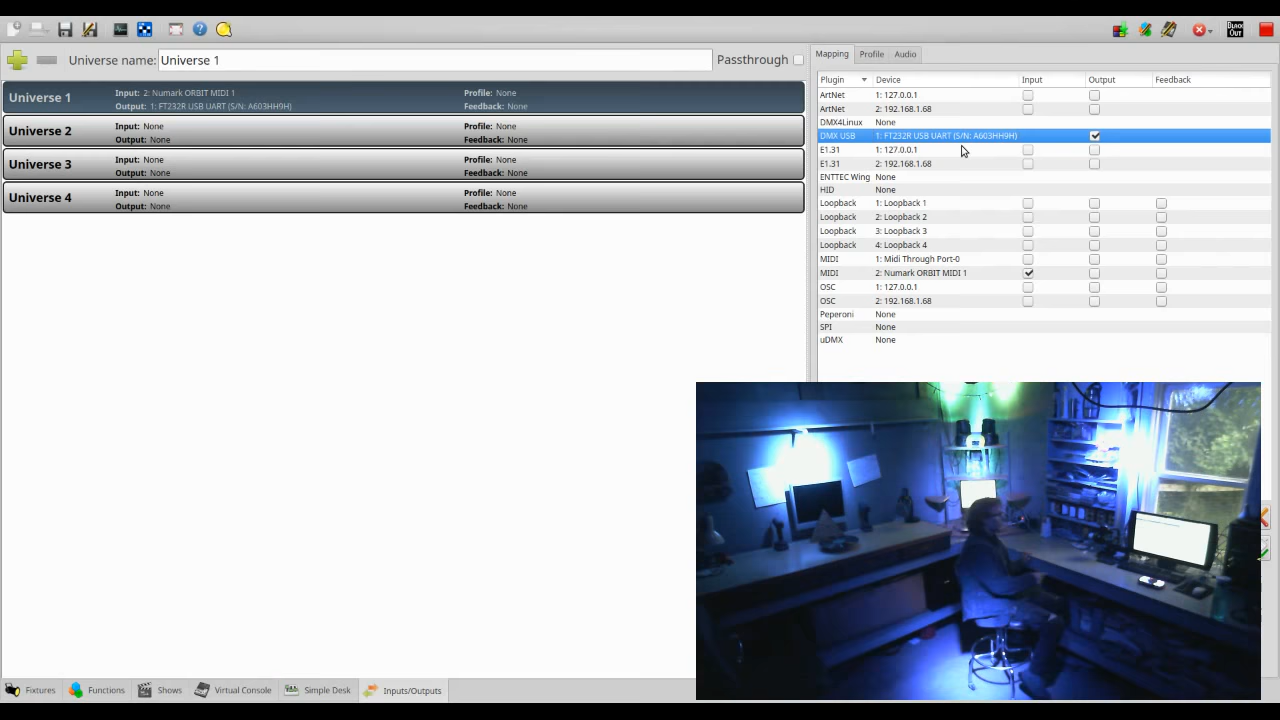 BLACK OUT
Universe name: Universe 1 Passthrough
Mapping Profile Audio
Universe 1 Input: 2: Numark ORBIT MIDI 1 Profile: None
Output: 1: FT232R USB UART (S/N: A603HH9H) Feedback: None
Universe 2 Input: None Profile: None
Output: None Feedback: None
Universe 3 Input: None Profile: None
Output: None Feedback: None
Universe 4 Input: None Profile: None
Output: None Feedback: None
Plugin Device Input Output Feedback
ArtNet 1: 127.0.0.1
ArtNet 2: 192.168.1.68
DMX4Linux None
DMX USB 1: FT232R USB UART (S/N: A603HH9H)
E1.31 1: 127.0.0.1
E1.31 2: 192.168.1.68
ENTTEC Wing None
HID None
Loopback 1: Loopback 1
Loopback 2: Loopback 2
Loopback 3: Loopback 3
Loopback 4: Loopback 4
MIDI 1: Midi Through Port-0
MIDI 2: Numark ORBIT MIDI 1
OSC 1: 127.0.0.1
OSC 2: 192.168.1.68
Peperoni None
SPI None
uDMX None
Fixtures Functions Shows Virtual Console Simple Desk Inputs/Outputs